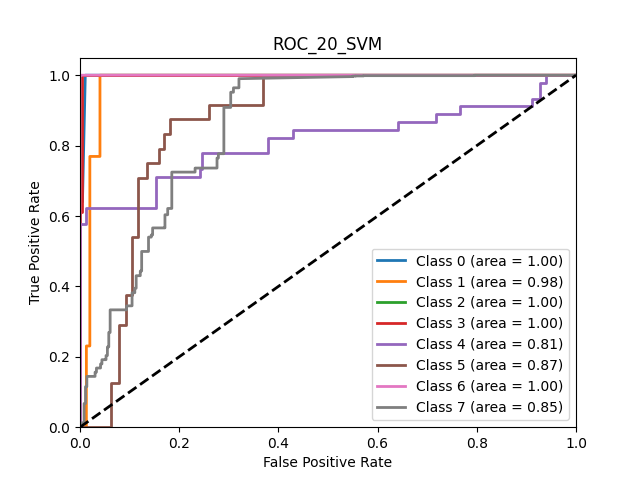 ROC_20_SVM
1.0
0.8
0.6
0.4
0.2
0.0
True Positive Rate
Class 0 (area = 1.00)
Class 1 (area = 0.98)
Class 2 (area = 1.00)
Class 3 (area = 1.00)
Class 4 (area = 0.81)
Class 5 (area = 0.87)
Class 6 (area = 1.00)
Class 7 (area = 0.85)
0.0 0.2 0.4 0.6 0.8 1.0
False Positive Rate